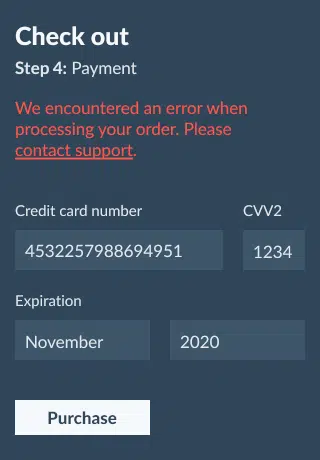 Check out
Step 4: Payment
We encountered an error when
processing your order. Please
contact support.
Credit card number CVV2
4532257988694951 1234
Expiration
November 2020
Purchase